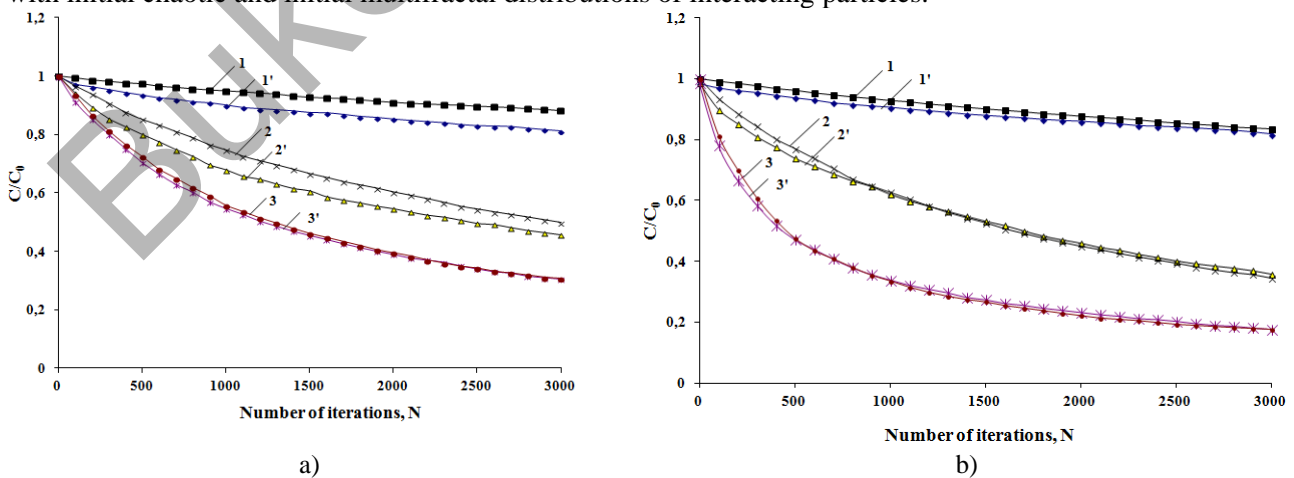 with initial chaotic and initial multifractal distributions of interacting particles.
1,2
1
0,8
0,6
0,4
0,2
0
C/C0
0 500 1000 1500 2000 2500 3000
Number of iterations, N
1
1'
2
2'
3
3'
a)
1,2
1
0,8
0,6
0,4
0,2
0
C/C0
0 500 1000 1500 2000 2500 3000
Number of iterations, N
1
1'
2
2'
3
3'
b)